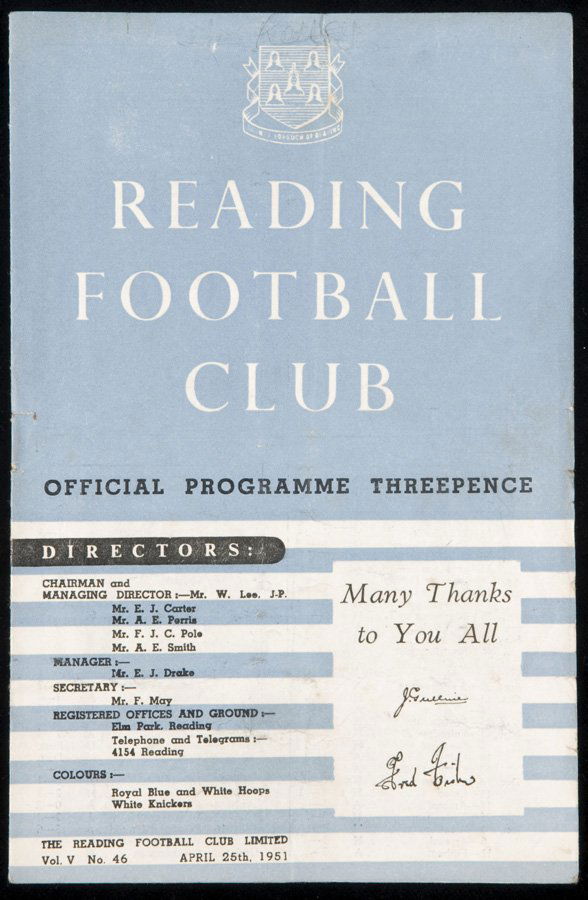 READING
FOOTBALL
CLUB
OFFICIAL PROGRAMME THREEPENCE
DIRECTORS:
CHAIRMAN and
MANAGING DIRECTOR:—Mr. W. Lee. J-P.
Mr. E. J. Carter
Mr. A. E. Perris
Mr. F. J. C. Pole
Mr. A. E. Smith
MANAGER:—
Mr. E. J. Drake
SECRETARY:—
Mr. F. May
REGISTERED OFFICES AND GROUND:—
Elm Park, Reading
Telephone and Telegrams:—
4154 Reading
COLOURS:—
Royal Blue and White Hoops
White Knickers
THE READING FOOTBALL CLUB LIMITED
Vol. V No. 46 APRIL 25th, 1951
Many Thanks
to You All
Fred Fisher